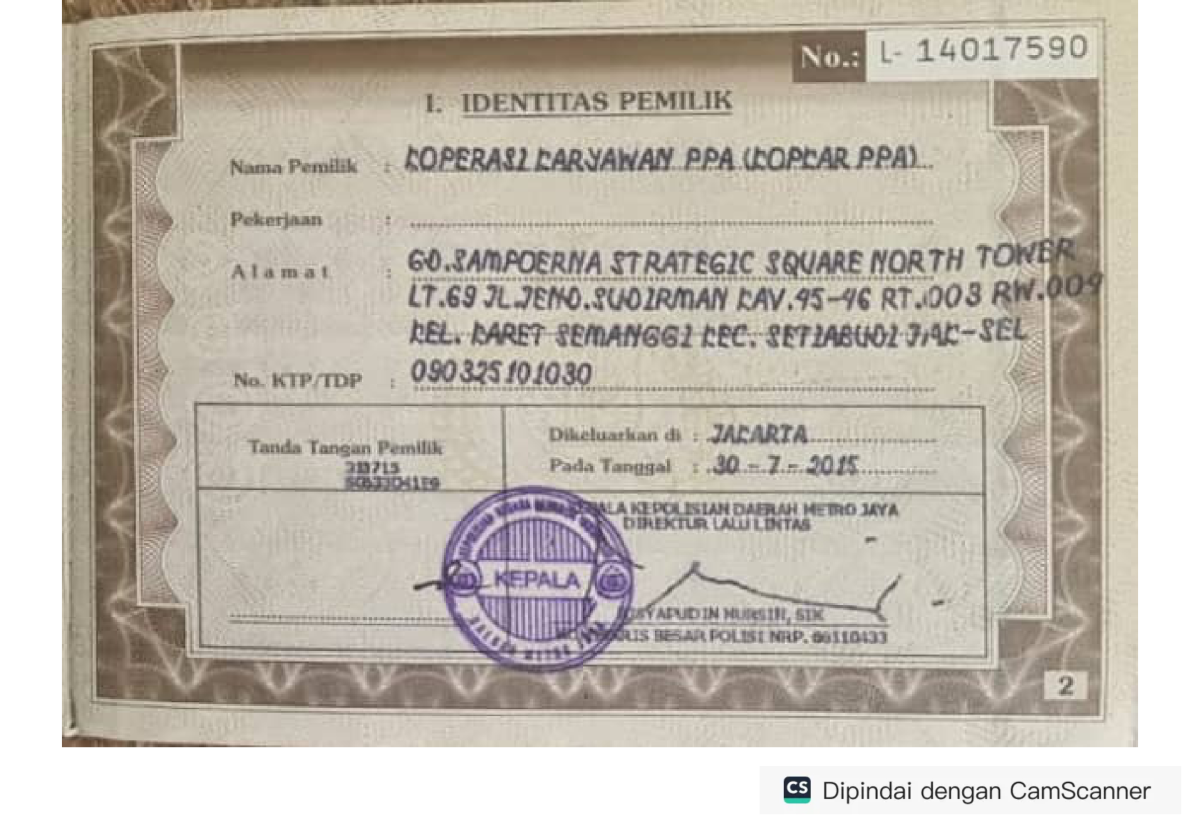 No.: L- 14017590
I. IDENTITAS PEMILIK
Nama Pemilik : KOPERASI KARYAWAN PPA (KOPKAR PPA)
Pekerjaan :
Alamat : GD.SAMPOERNA STRATEGIC SQUARE NORTH TOWER
LT.69 JL.JEND.SUDIRMAN KAV.45-46 RT.003 RW.009
KEL. KARET SEMANGGI KEC. SETIABUDI JAK-SEL
No. KTP/TDP : 090325101030
Tanda Tangan Pemilik
Dikeluarkan di : JAKARTA
Pada Tanggal : 30 - 7 - 2015
KEPOLISIAN DAERAH METRO JAYA
DIREKTUR LALU LINTAS
KEPALA
NURSIN, SIK
BESAR POLISI NRP.
2
CS Dipindai dengan CamScanner